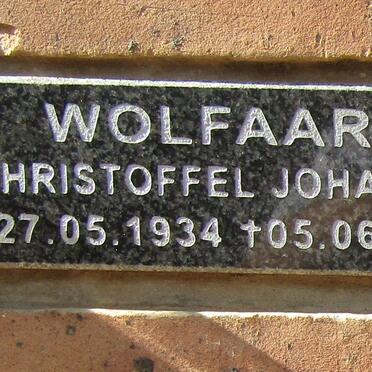 WOLFAAR
HRISTOFFEL JOHA
27.05.1934 †05.06